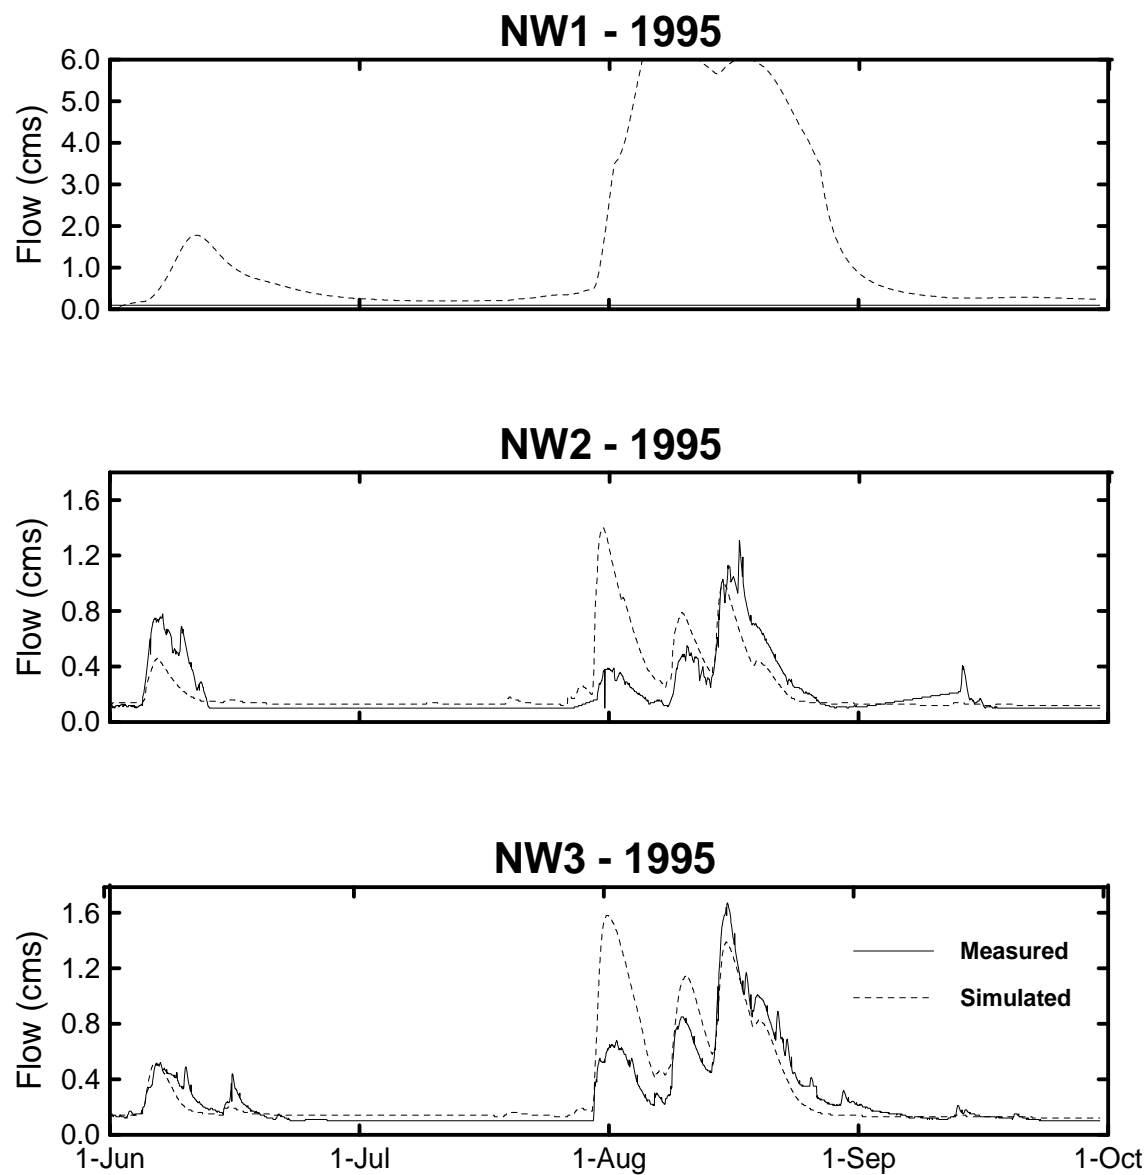 NW1 - 1995
6.0
5.0
4.0
3.0
2.0
1.0
0.0
Flow (cms)
NW2 - 1995
1.6
1.2
0.8
0.4
0.0
Flow (cms)
NW3 - 1995
1.6
1.2
0.8
0.4
0.0
Flow (cms)
Measured
Simulated
1-Jun 1-Jul 1-Aug 1-Sep 1-Oct